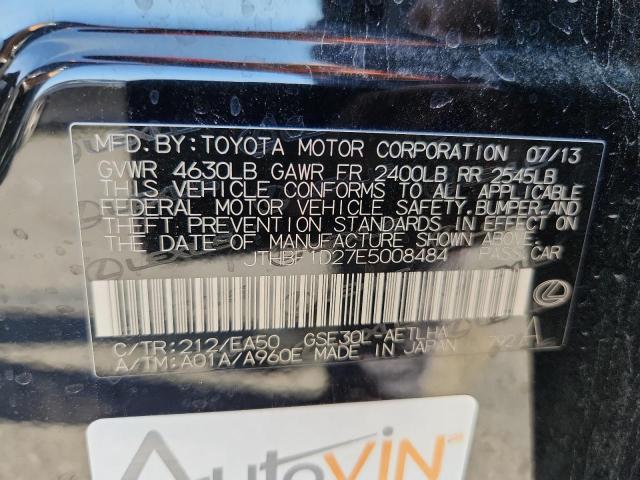 MFD.BY:TOYOTA MOTOR CORPORATION 07/13
GVWR 4630LB GAWR FR 2400LB RR 2545LB
THIS VEHICLE CONFORMS TO ALL APPLICABLE
FEDERAL MOTOR VEHICLE SAFETY,BUMPER,AND
THEFT PREVENTION STANDARDS IN EFFECT ON
THE DATE OF MANUFACTURE SHOWN ABOVE.
JTHBF1D27E5008484 PASS CAR
C/TR:212/EA50 GSE30L-AETLHA
A/TM:A01A/A960E MADE IN JAPAN 792
AutoVIN